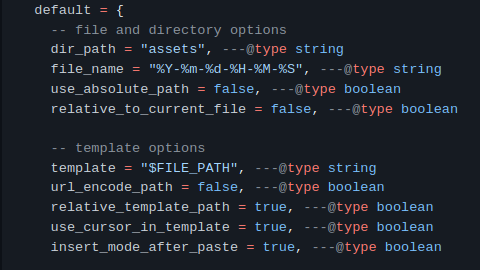 default = {
-- file and directory options
dir_path = "assets", ---@type string
file_name = "%Y-%m-%d-%H-%M-%S", ---@type string
use_absolute_path = false, ---@type boolean
relative_to_current_file = false, ---@type boolean
-- template options
template = "$FILE_PATH", ---@type string
url_encode_path = false, ---@type boolean
relative_template_path = true, ---@type boolean
use_cursor_in_template = true, ---@type boolean
insert_mode_after_paste = true, ---@type boolean